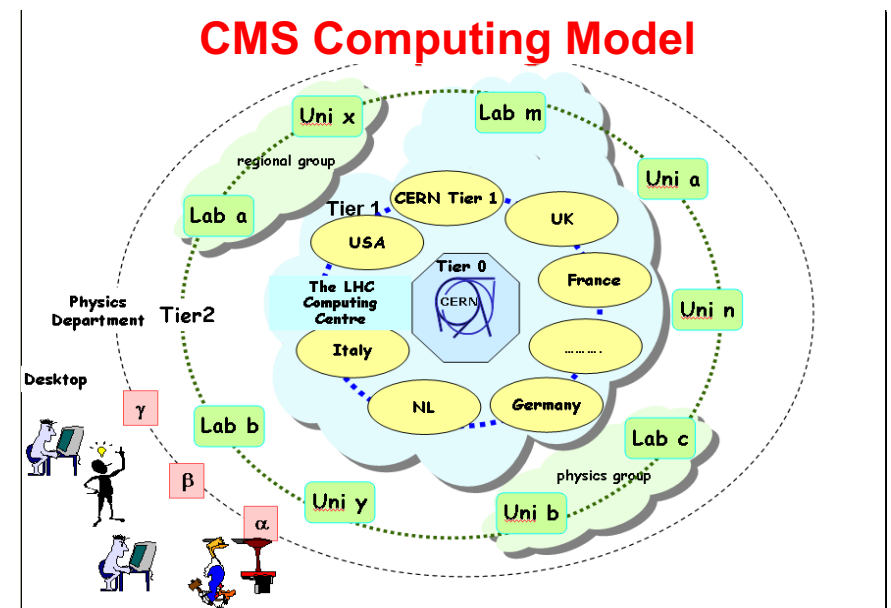 CMS Computing Model
Uni x
Lab m
regional group
Uni a
Lab a
Tier 1
CERN Tier 1
UK
USA
Tier 0
France
The LHC
Computing
Centre
CERN
Physics
Department
Tier2
Uni n
Italy
……….
Desktop
γ
NL
Germany
Lab b
Lab c
physics group
β
Uni y
Uni b
α